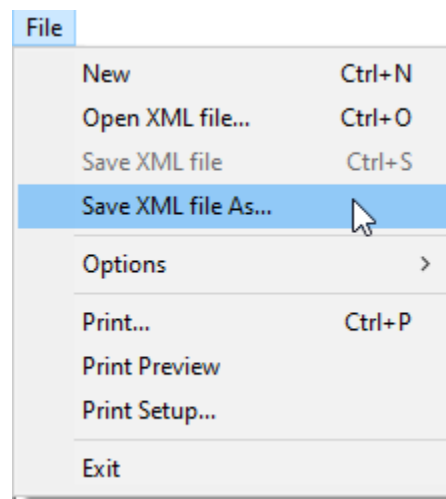 File
New Ctrl+N
Open XML file... Ctrl+O
Save XML file Ctrl+S
Save XML file As...
Options >
Print... Ctrl+P
Print Preview
Print Setup...
Exit